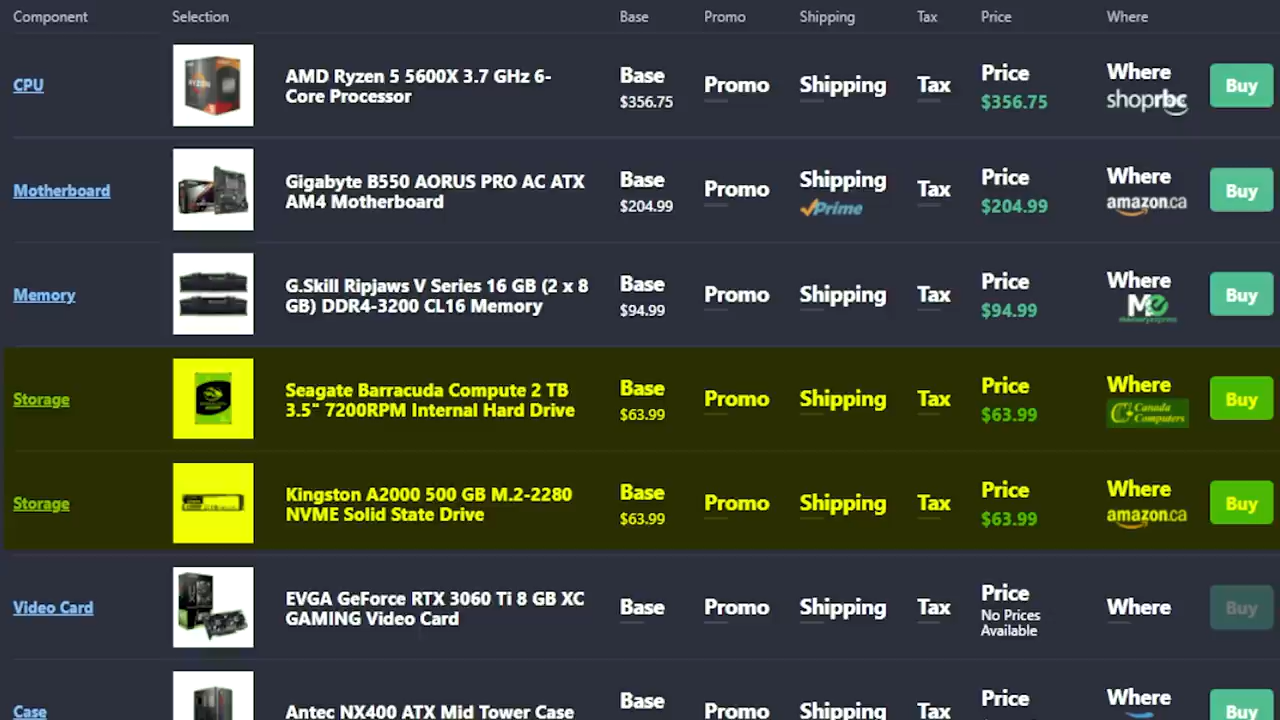 Component Selection Base Promo Shipping Tax Price Where
CPU
AMD Ryzen 5 5600X 3.7 GHz 6-
Core Processor
Base
$356.75
Promo
Shipping
Tax
Price
$356.75
Where
shoprbc
Buy
Motherboard
Gigabyte B550 AORUS PRO AC ATX
AM4 Motherboard
Base
$204.99
Promo
Shipping
Prime
Tax
Price
$204.99
Where
amazon.ca
Buy
Memory
G.Skill Ripjaws V Series 16 GB (2 x 8
GB) DDR4-3200 CL16 Memory
Base
$94.99
Promo
Shipping
Tax
Price
$94.99
Where
Me
memoryexpress
Buy
Storage
Seagate Barracuda Compute 2 TB
3.5" 7200RPM Internal Hard Drive
Base
$63.99
Promo
Shipping
Tax
Price
$63.99
Where
Canada
Computers
Buy
Storage
Kingston A2000 500 GB M.2-2280
NVME Solid State Drive
Base
$63.99
Promo
Shipping
Tax
Price
$63.99
Where
amazon.ca
Buy
Video Card
EVGA GeForce RTX 3060 Ti 8 GB XC
GAMING Video Card
Base
Promo
Shipping
Tax
Price
No Prices
Available
Where
Buy
Case
Antec NX400 ATX Mid Tower Case
Base
Promo
Shipping
Tax
Price
Where
Buy